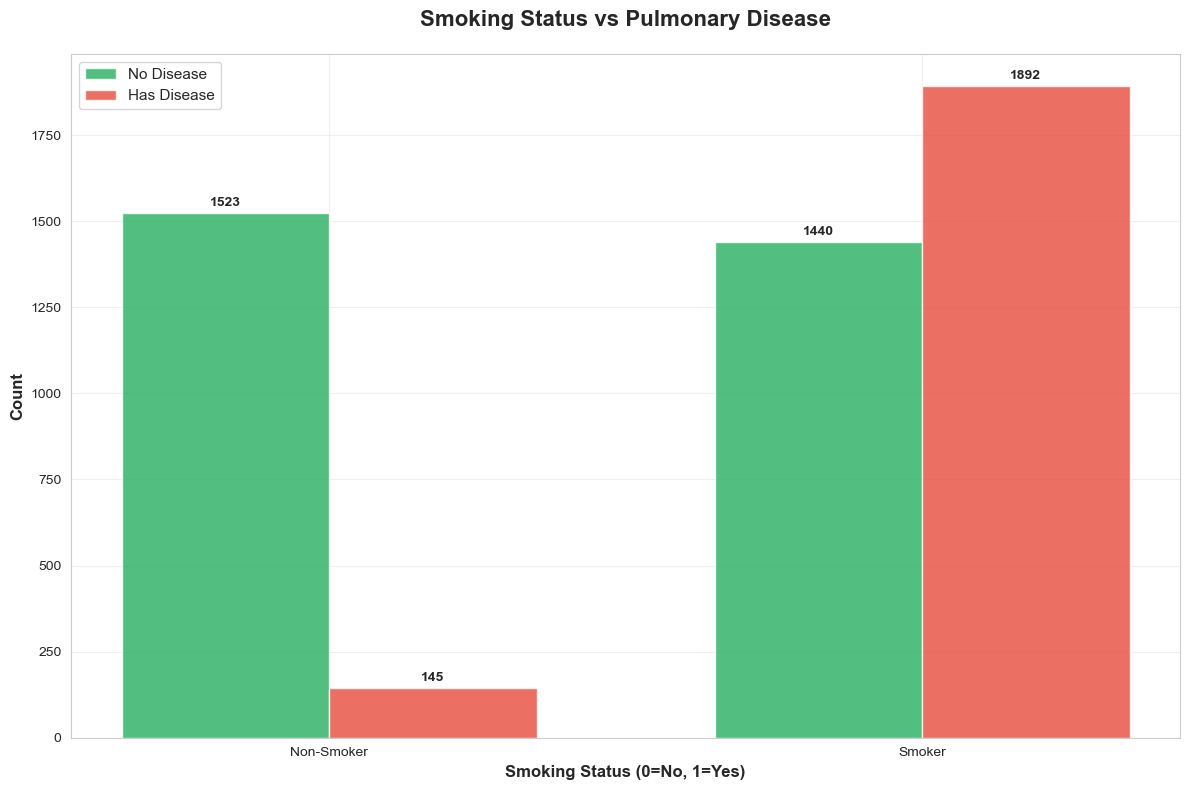 Smoking Status vs Pulmonary Disease
No Disease
Has Disease
1892
1523
1440
145
1750
1500
1250
1000
750
500
250
0
Count
Non-Smoker
Smoker
Smoking Status (0=No, 1=Yes)